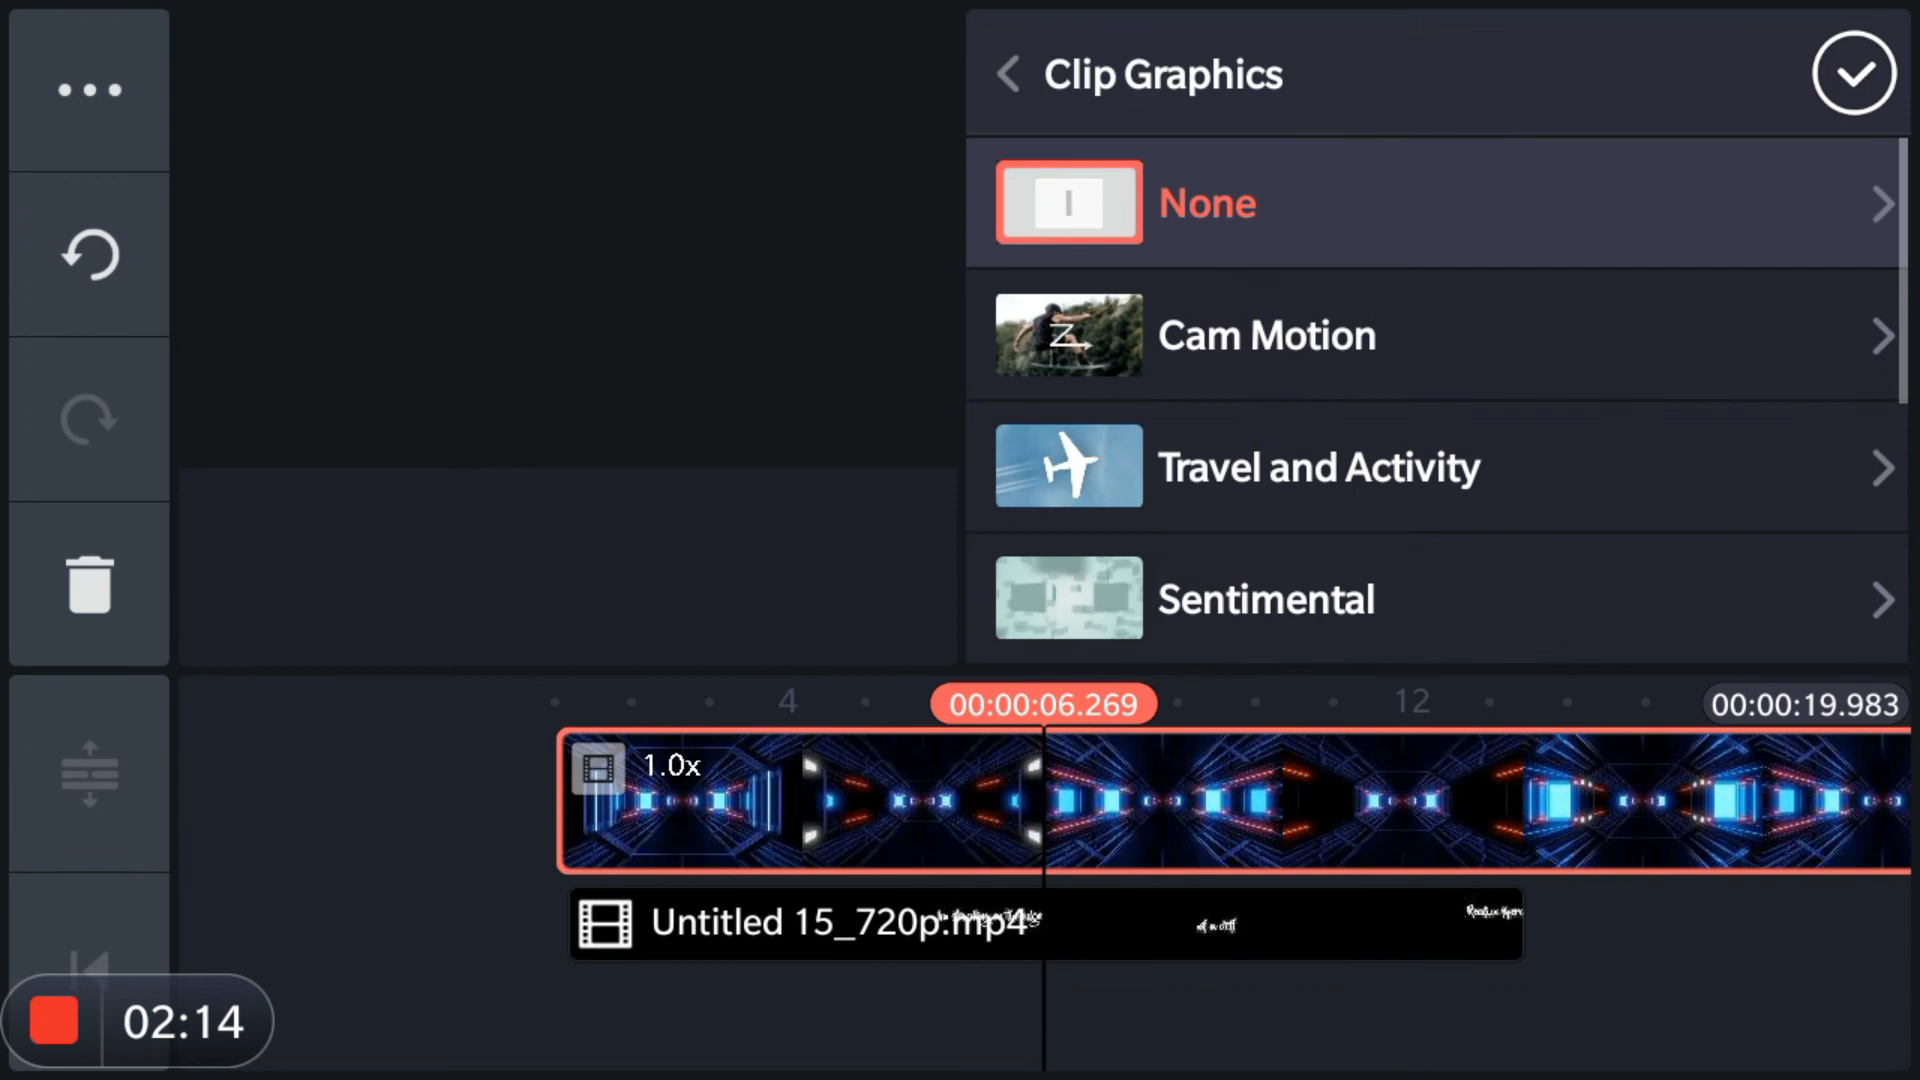 Clip Graphics
None
Cam Motion
Travel and Activity
Sentimental
4
00:00:06.269
12
00:00:19.983
1.0x
Untitled 15_720p.mp4
02:14